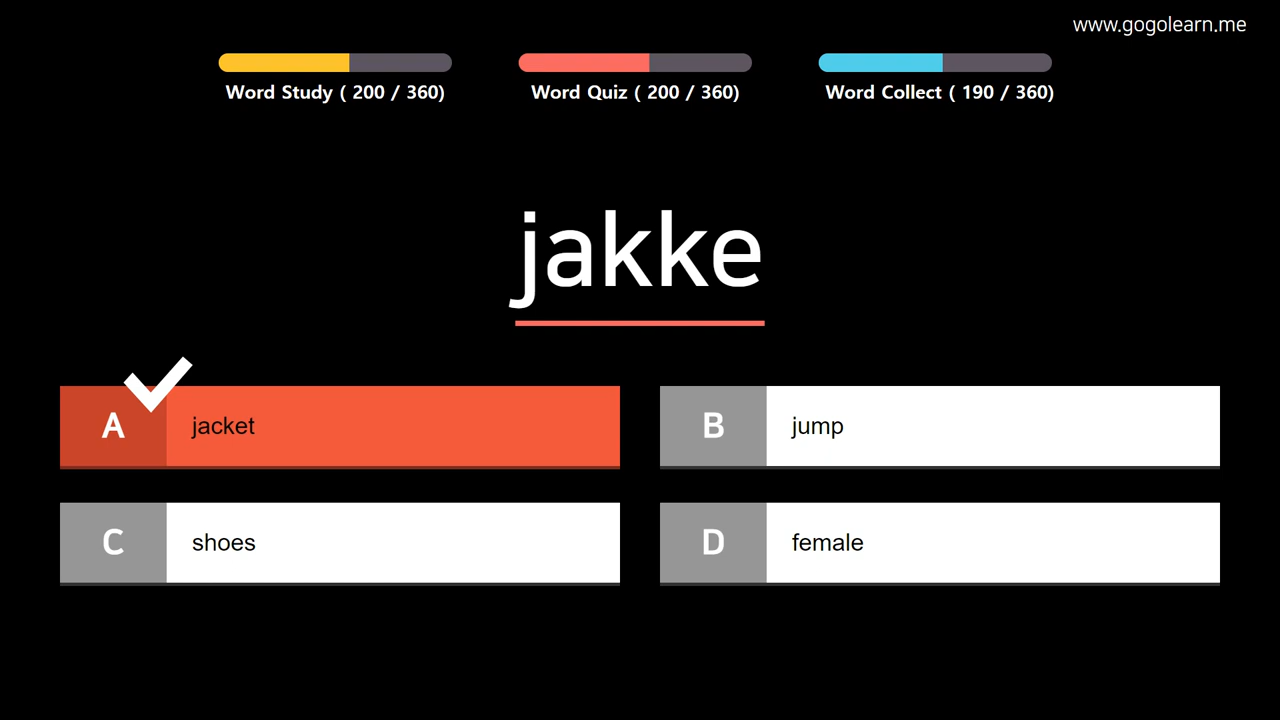 www.gogolearn.me
Word Study ( 200 / 360)
Word Quiz ( 200 / 360)
Word Collect ( 190 / 360)
jakke
A jacket
B jump
C shoes
D female